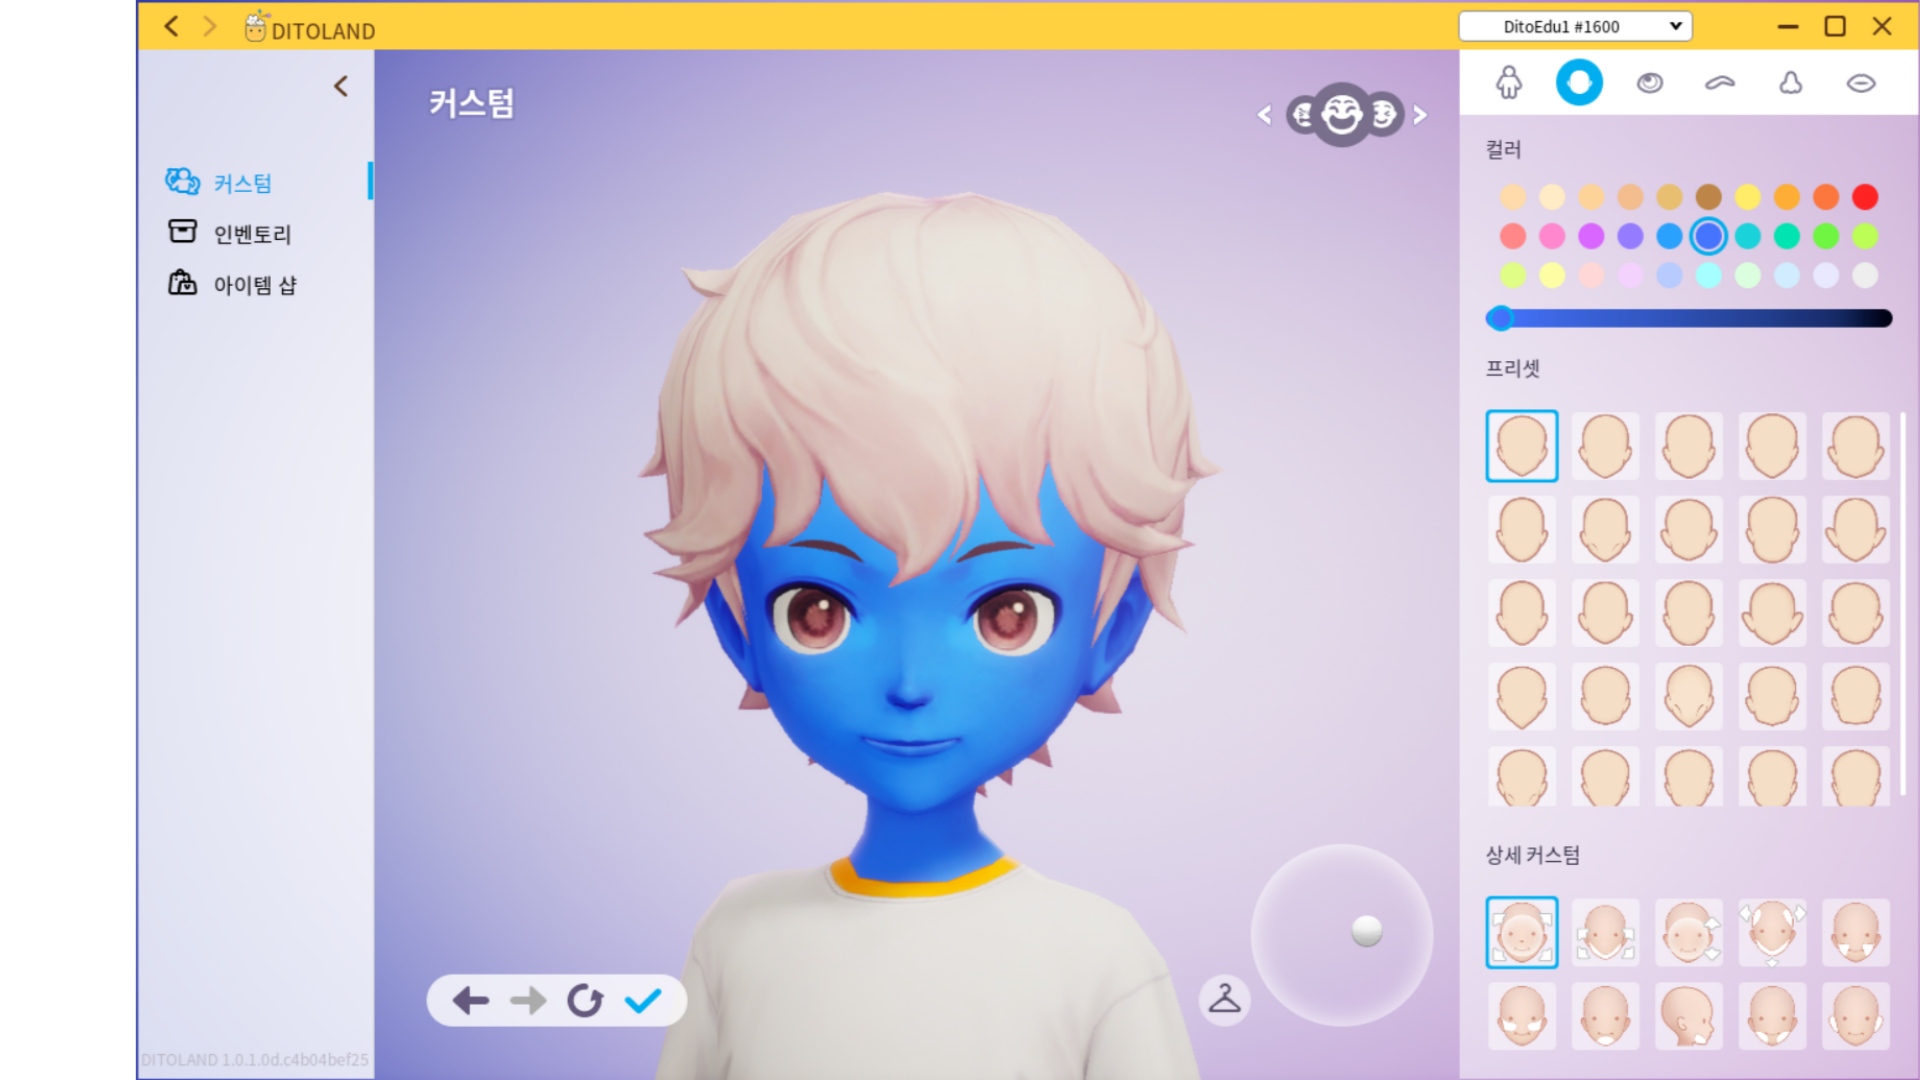 DITOLAND
DitoEdu1 #1600
커스텀
인벤토리
아이템 샵
커스텀
컬러
프리셋
상세 커스텀
DITOLAND 1.0.1.0d.c4b04bef25